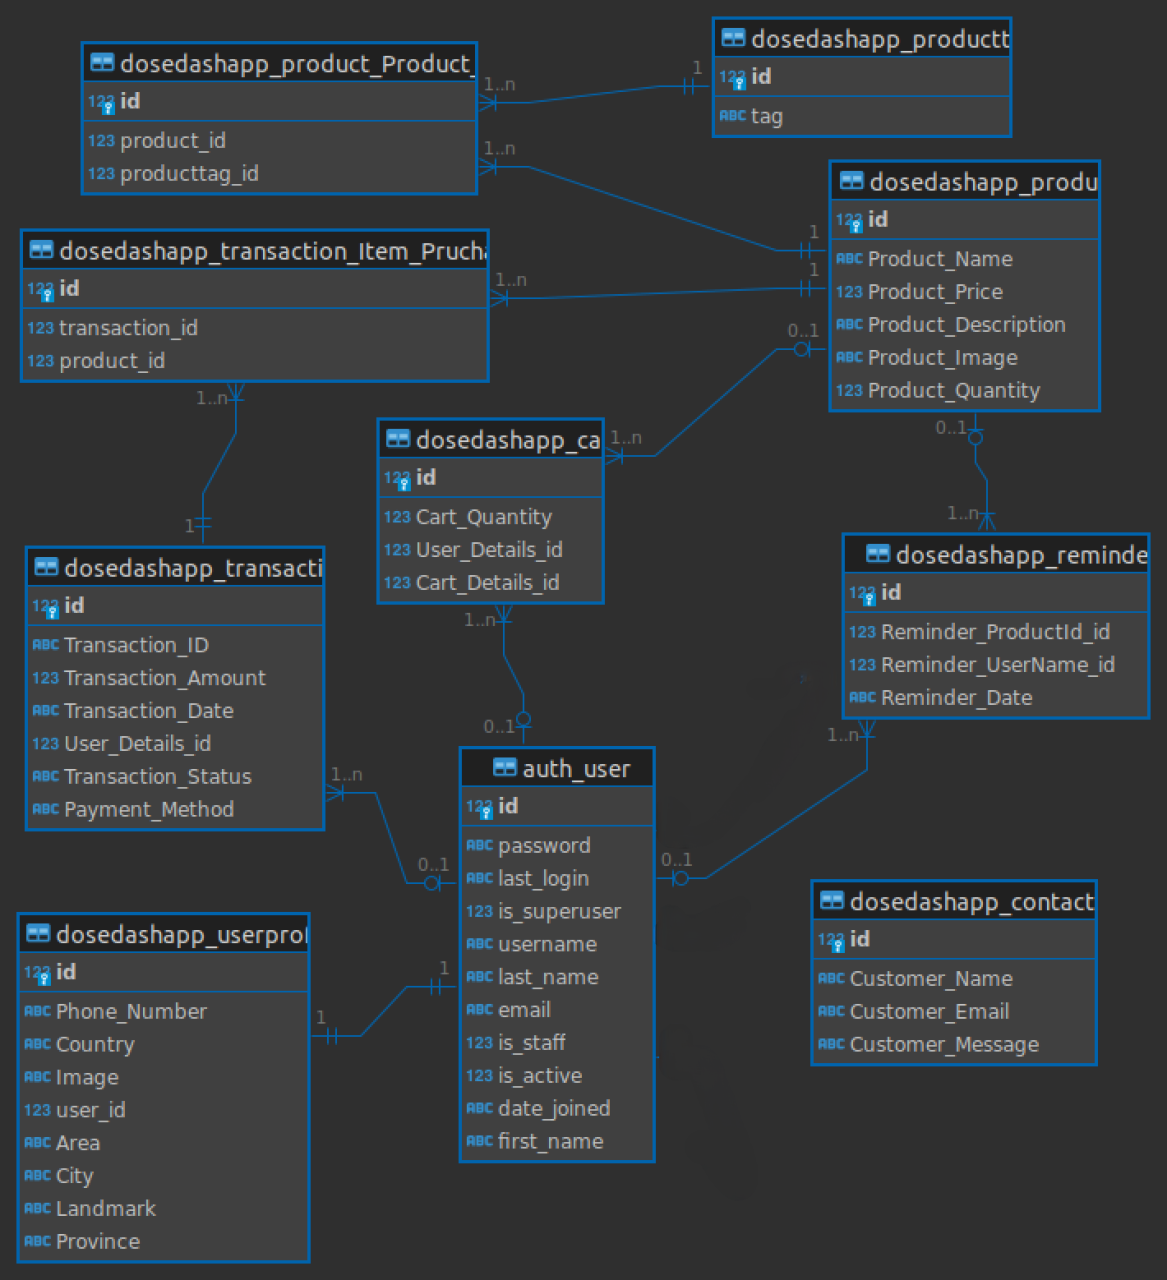 dosedashapp_product_Product_
123 id
123 product_id
123 producttag_id
1..n
1..n
1
dosedashapp_productt
123 id
ABC tag
dosedashapp_produ
123 id
ABC Product_Name
123 Product_Price
ABC Product_Description
ABC Product_Image
123 Product_Quantity
1
1
0..1
0..1
dosedashapp_transaction_Item_Prucha
123 id
123 transaction_id
123 product_id
1..n
1..n
1
dosedashapp_ca
123 id
123 Cart_Quantity
123 User_Details_id
123 Cart_Details_id
1..n
1..n
0..1
1..n
dosedashapp_reminde
123 id
123 Reminder_ProductId_id
123 Reminder_UserName_id
ABC Reminder_Date
1..n
dosedashapp_transacti
123 id
ABC Transaction_ID
123 Transaction_Amount
ABC Transaction_Date
123 User_Details_id
ABC Transaction_Status
ABC Payment_Method
1..n
0..1
auth_user
123 id
ABC password
ABC last_login
123 is_superuser
ABC username
ABC last_name
ABC email
123 is_staff
123 is_active
ABC date_joined
ABC first_name
0..1
1
1
dosedashapp_userprof
123 id
ABC Phone_Number
ABC Country
ABC Image
123 user_id
ABC Area
ABC City
ABC Landmark
ABC Province
dosedashapp_contact
123 id
ABC Customer_Name
ABC Customer_Email
ABC Customer_Message